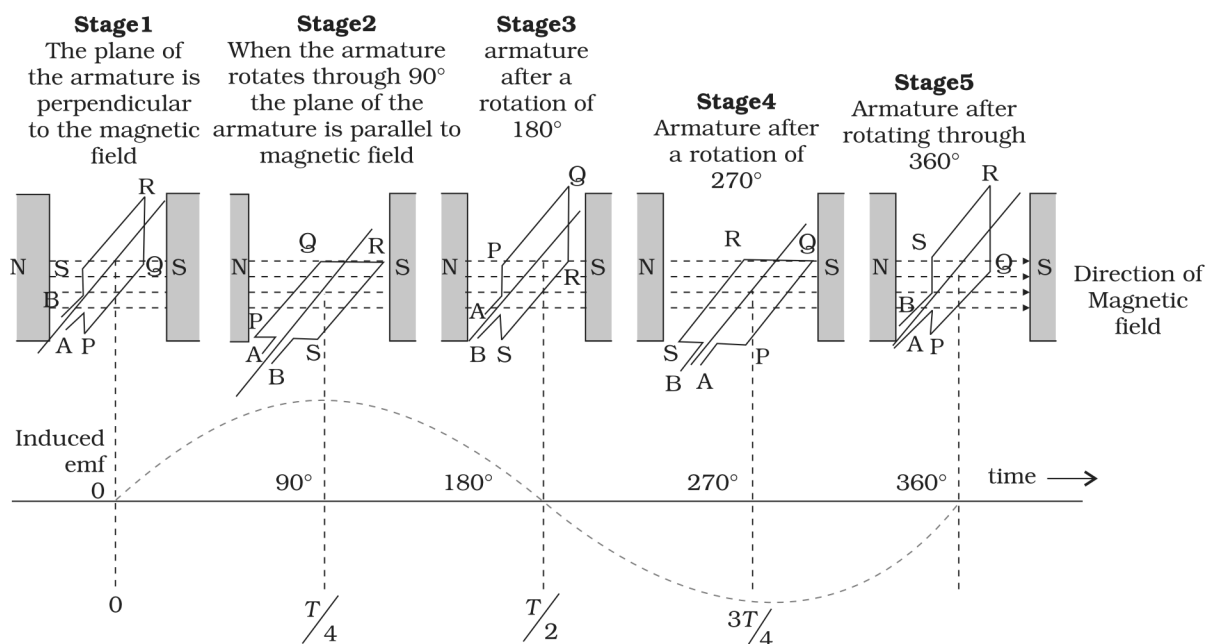 Stage1
The plane of
the armature is
perpendicular
to the magnetic
field
Stage2
When the armature
rotates through 90°
the plane of the
armature is parallel to
magnetic field
Stage3
armature
after a
rotation of
180°
Stage4
Armature after
a rotation of
270°
Stage5
Armature after
rotating through
360°
N
S
R
Q
B
A
P
S
N
Q
R
P
A
B
S
S
Q
P
R
A
B
S
N
R
Q
S
P
B
A
S
R
S
Q
B
A
P
S
Direction of
Magnetic
field
Induced
emf
0
90°
180°
270°
360°
time
0
T/4
T/2
3T/4